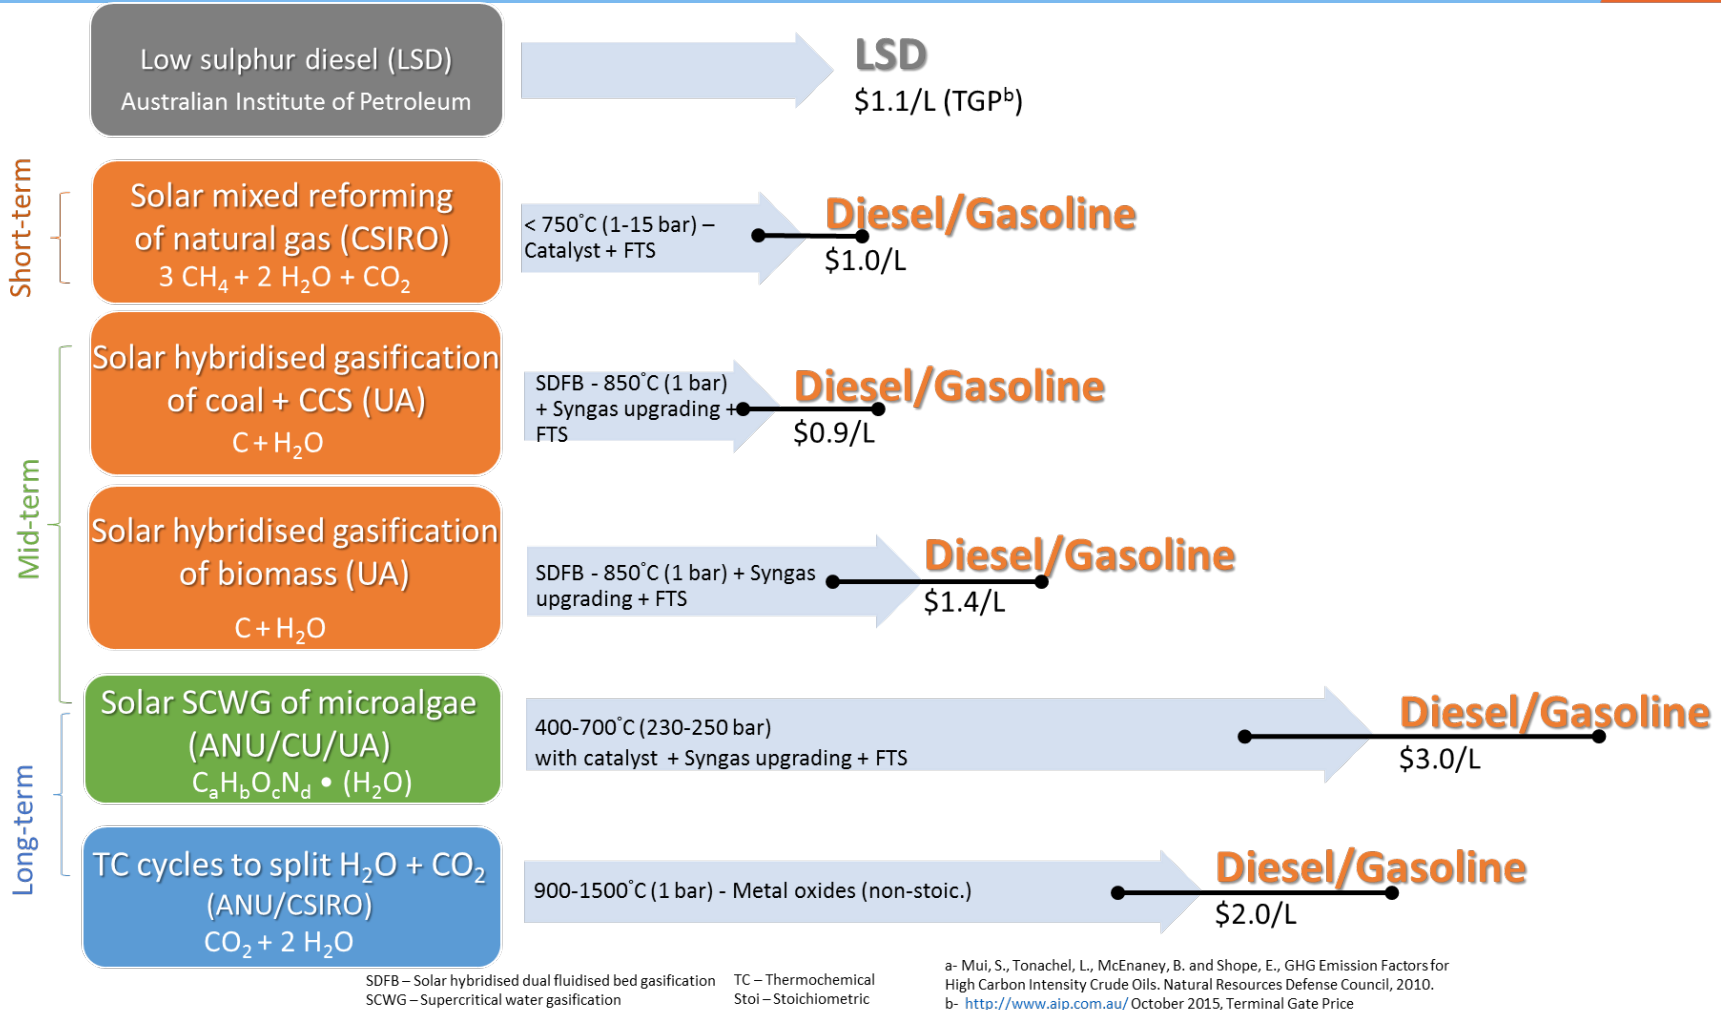 Low sulphur diesel (LSD)
Australian Institute of Petroleum
LSD
$1.1/L (TGPᵇ)
Short-term
Solar mixed reforming
of natural gas (CSIRO)
3 CH₄ + 2 H₂O + CO₂
< 750°C (1-15 bar) –
Catalyst + FTS
Diesel/Gasoline
$1.0/L
Mid-term
Solar hybridised gasification
of coal + CCS (UA)
C + H₂O
SDFB - 850°C (1 bar)
+ Syngas upgrading +
FTS
Diesel/Gasoline
$0.9/L
Solar hybridised gasification
of biomass (UA)
C + H₂O
SDFB - 850°C (1 bar) + Syngas
upgrading + FTS
Diesel/Gasoline
$1.4/L
Solar SCWG of microalgae
(ANU/CU/UA)
CₐH_bO_cN_d • (H₂O)
400-700°C (230-250 bar)
with catalyst + Syngas upgrading + FTS
Diesel/Gasoline
$3.0/L
Long-term
TC cycles to split H₂O + CO₂
(ANU/CSIRO)
CO₂ + 2 H₂O
900-1500°C (1 bar) - Metal oxides (non-stoic.)
Diesel/Gasoline
$2.0/L
SDFB – Solar hybridised dual fluidised bed gasification
SCWG – Supercritical water gasification
TC – Thermochemical
Stoi – Stoichiometric
a- Mui, S., Tonachel, L., McEnaney, B. and Shope, E., GHG Emission Factors for
High Carbon Intensity Crude Oils. Natural Resources Defense Council, 2010.
b- http://www.aip.com.au/ October 2015, Terminal Gate Price